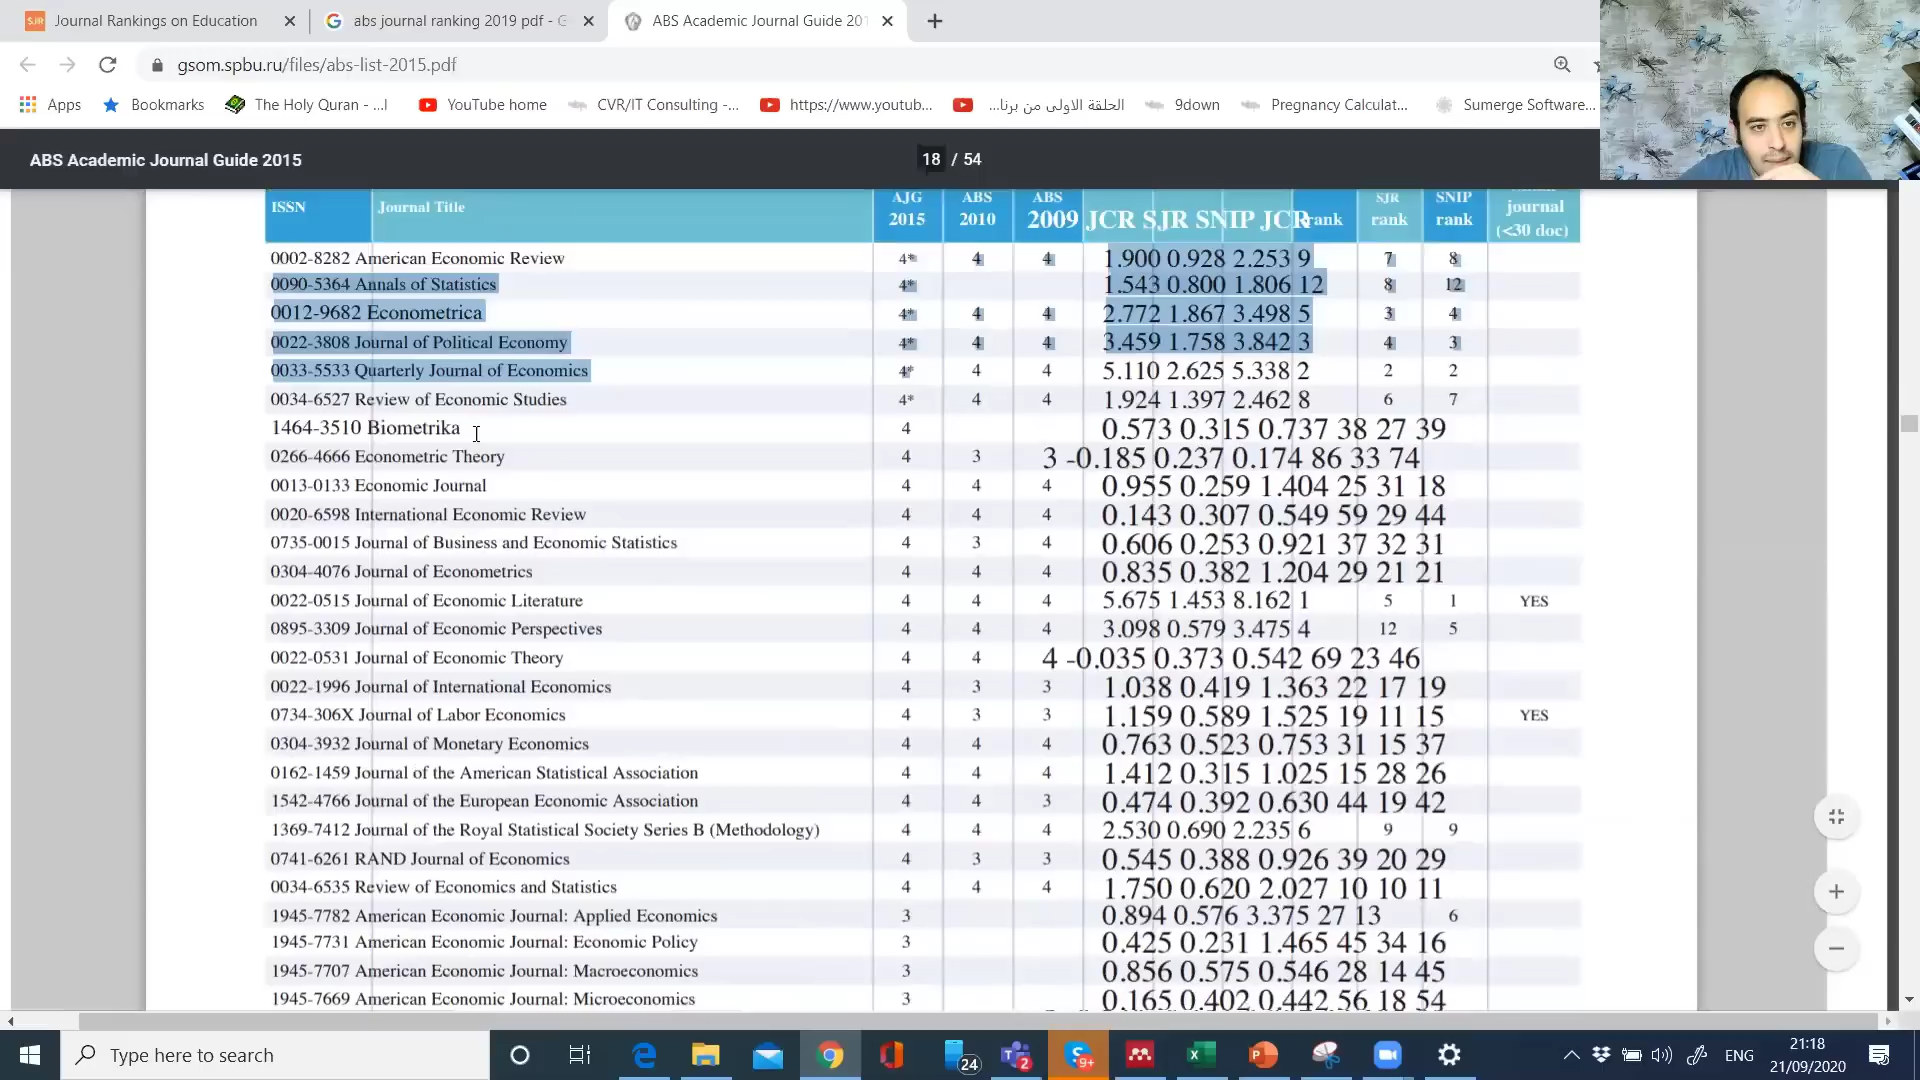 Journal Rankings on Education
abs journal ranking 2019 pdf - G
ABS Academic Journal Guide 201
gsom.spbu.ru/files/abs-list-2015.pdf
Apps Bookmarks The Holy Quran - ...l YouTube home CVR/IT Consulting -... https://www.youtub... الحلقة الاولى من برنا... 9down Pregnancy Calculat... Sumerge Software...
ABS Academic Journal Guide 2015 18 / 54
ISSN Journal Title AJG 2015 ABS 2010 ABS 2009 JCR SJR SNIP JCR rank SJR rank SNIP rank journal (<30 doc)
0002-8282 American Economic Review 4* 4 4 1.900 0.928 2.253 9 7 8
0090-5364 Annals of Statistics 4* 1.543 0.800 1.806 12 8 12
0012-9682 Econometrica 4* 4 4 2.772 1.867 3.498 5 3 4
0022-3808 Journal of Political Economy 4* 4 4 3.459 1.758 3.842 3 4 3
0033-5533 Quarterly Journal of Economics 4* 4 4 5.110 2.625 5.338 2 2 2
0034-6527 Review of Economic Studies 4* 4 4 1.924 1.397 2.462 8 6 7
1464-3510 Biometrika 4 0.573 0.315 0.737 38 27 39
0266-4666 Econometric Theory 4 3 3 -0.185 0.237 0.174 86 33 74
0013-0133 Economic Journal 4 4 4 0.955 0.259 1.404 25 31 18
0020-6598 International Economic Review 4 4 4 0.143 0.307 0.549 59 29 44
0735-0015 Journal of Business and Economic Statistics 4 3 4 0.606 0.253 0.921 37 32 31
0304-4076 Journal of Econometrics 4 4 4 0.835 0.382 1.204 29 21 21
0022-0515 Journal of Economic Literature 4 4 4 5.675 1.453 8.162 1 5 1 YES
0895-3309 Journal of Economic Perspectives 4 4 4 3.098 0.579 3.475 4 12 5
0022-0531 Journal of Economic Theory 4 4 4 -0.035 0.373 0.542 69 23 46
0022-1996 Journal of International Economics 4 3 3 1.038 0.419 1.363 22 17 19
0734-306X Journal of Labor Economics 4 3 3 1.159 0.589 1.525 19 11 15 YES
0304-3932 Journal of Monetary Economics 4 4 4 0.763 0.523 0.753 31 15 37
0162-1459 Journal of the American Statistical Association 4 4 4 1.412 0.315 1.025 15 28 26
1542-4766 Journal of the European Economic Association 4 4 3 0.474 0.392 0.630 44 19 42
1369-7412 Journal of the Royal Statistical Society Series B (Methodology) 4 4 4 2.530 0.690 2.235 6 9 9
0741-6261 RAND Journal of Economics 4 3 3 0.545 0.388 0.926 39 20 29
0034-6535 Review of Economics and Statistics 4 4 4 1.750 0.620 2.027 10 10 11
1945-7782 American Economic Journal: Applied Economics 3 0.894 0.576 3.375 27 13 6
1945-7731 American Economic Journal: Economic Policy 3 0.425 0.231 1.465 45 34 16
1945-7707 American Economic Journal: Macroeconomics 3 0.856 0.575 0.546 28 14 45
1945-7669 American Economic Journal: Microeconomics 3 0.165 0.402 0.442 56 18 54
Type here to search 24 2 9+ ENG 21:18
21/09/2020